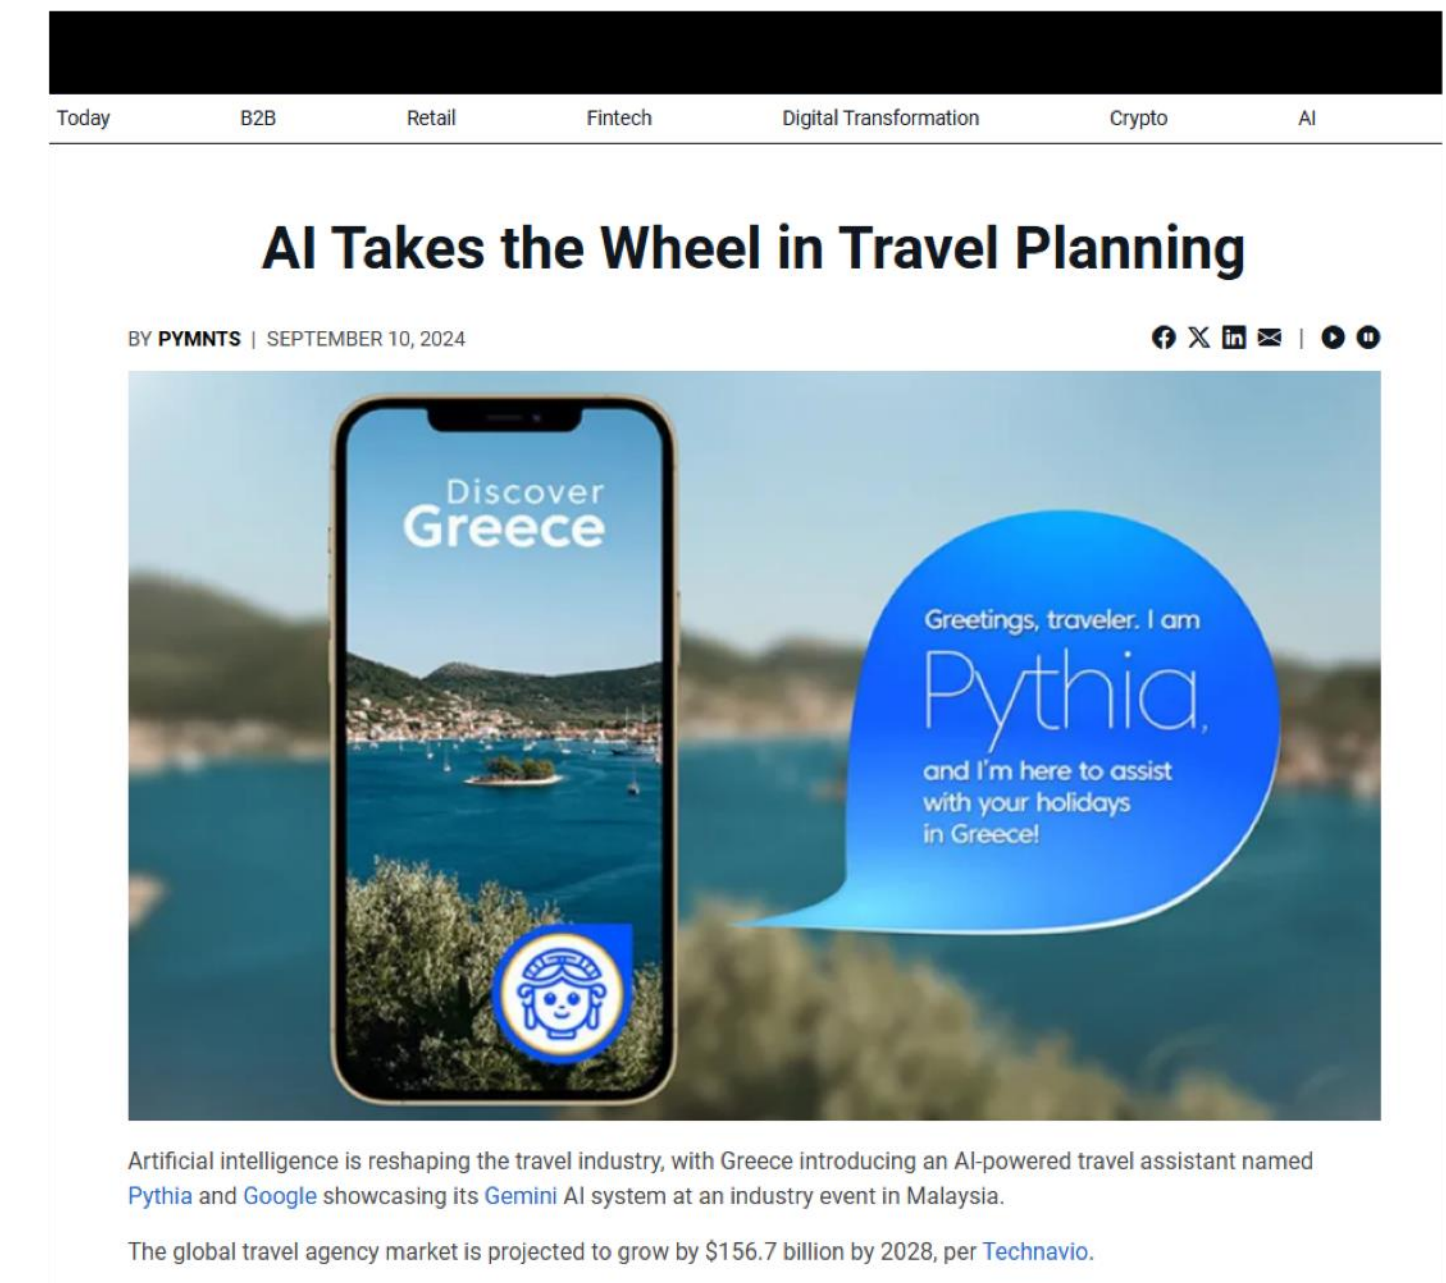 Today B2B Retail Fintech Digital Transformation Crypto AI
AI Takes the Wheel in Travel Planning
BY PYMNTS | SEPTEMBER 10, 2024
Discover
Greece
Greetings, traveler. I am
Pythia,
and I'm here to assist
with your holidays
in Greece!
Artificial intelligence is reshaping the travel industry, with Greece introducing an AI-powered travel assistant named
Pythia and Google showcasing its Gemini AI system at an industry event in Malaysia.
The global travel agency market is projected to grow by $156.7 billion by 2028, per Technavio.